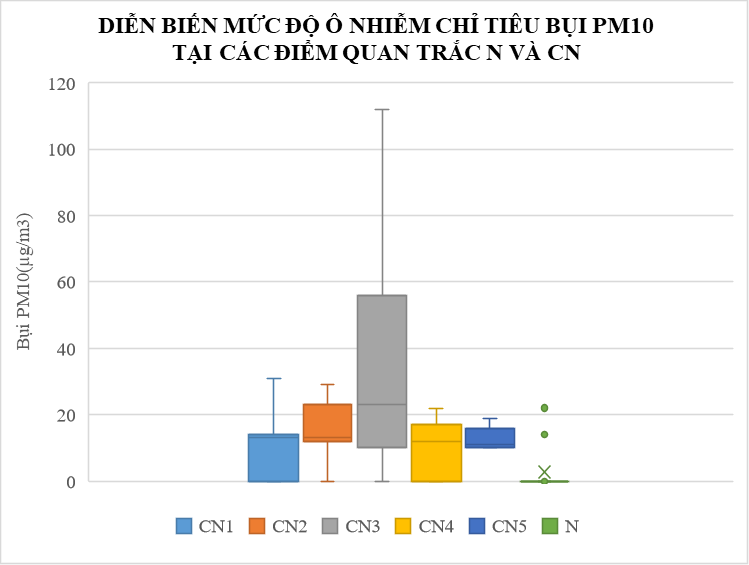 DIỄN BIẾN MỨC ĐỘ Ô NHIỄM CHỈ TIÊU BỤI PM10
TẠI CÁC ĐIỂM QUAN TRẮC N VÀ CN
120
100
80
60
40
20
0
Bụi PM10(µg/m3)
CN1 CN2 CN3 CN4 CN5 N